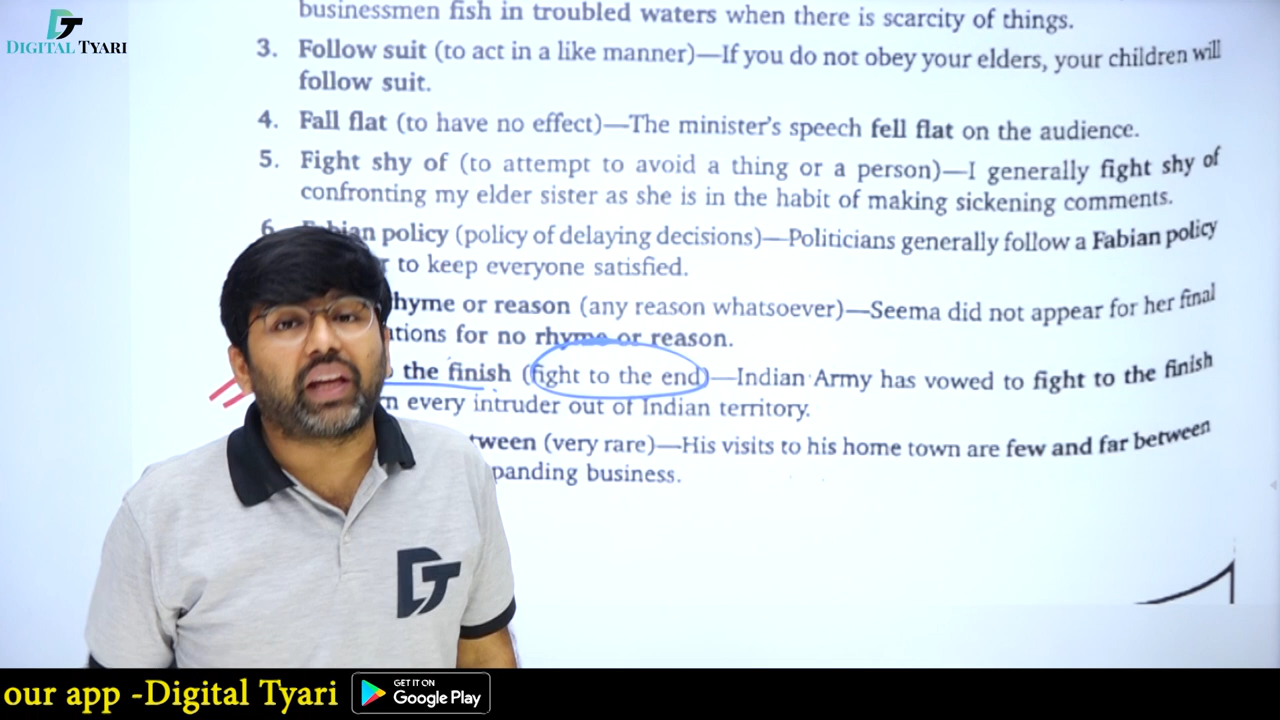 DT
DIGITAL TYARI
businessmen fish in troubled waters when there is scarcity of things.
3. Follow suit (to act in a like manner)—If you do not obey your elders, your children will
follow suit.
4. Fall flat (to have no effect)—The minister's speech fell flat on the audience.
5. Fight shy of (to attempt to avoid a thing or a person)—I generally fight shy of
confronting my elder sister as she is in the habit of making sickening comments.
6. Fabian policy (policy of delaying decisions)—Politicians generally follow a Fabian policy
to keep everyone satisfied.
rhyme or reason (any reason whatsoever)—Seema did not appear for her final
for no rhyme or reason.
the finish (fight to the end)—Indian Army has vowed to fight to the finish
every intruder out of Indian territory.
(very rare)—His visits to his home town are few and far between
business.
DT
our app -Digital Tyari
GET IT ON
Google Play